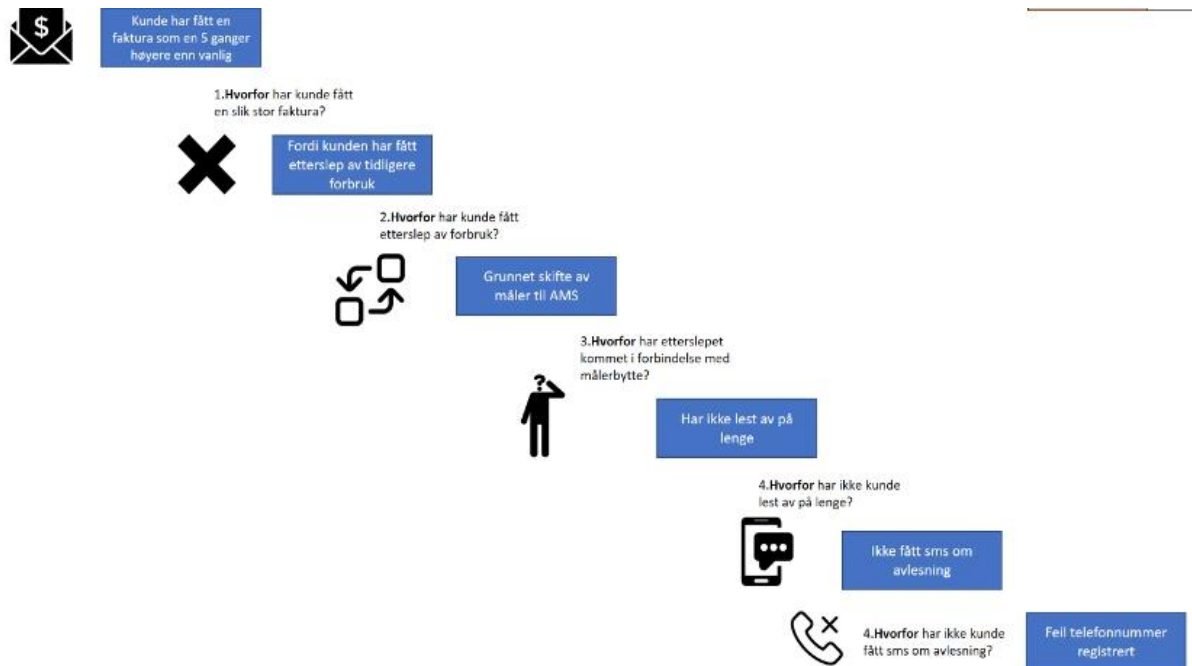 $
Kunde har fått en
faktura som en 5 ganger
høyere enn vanlig
1.Hvorfor har kunde fått
en slik stor faktura?
Fordi kunden har fått
etterslep av tidligere
forbruk
2.Hvorfor har kunde fått
etterslep av forbruk?
Grunnet skifte av
måler til AMS
3.Hvorfor har etterslepet
kommet i forbindelse med
målerbytte?
?
Har ikke lest av på
lenge
4.Hvorfor har ikke kunde
lest av på lenge?
Ikke fått sms om
avlesning
4.Hvorfor har ikke kunde
fått sms om avlesning?
Feil telefonnummer
registrert